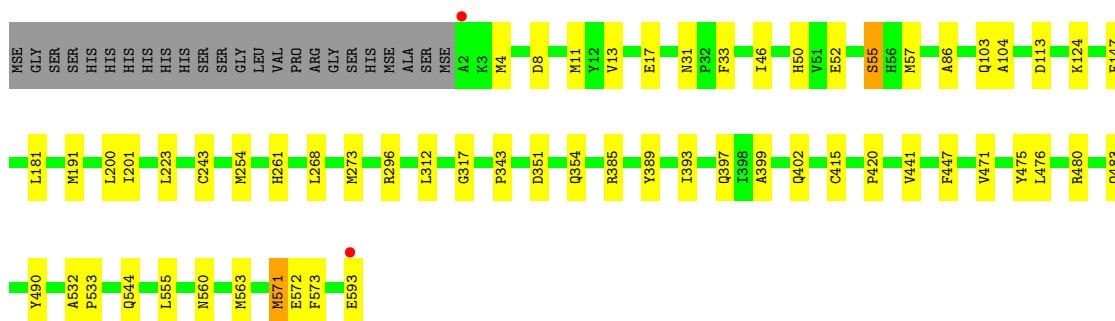 MSE GLY SER SER HIS HIS HIS HIS HIS HIS SER SER GLY LEU VAL PRO ARG GLY SER HIS MSE ALA SER MSE A2 K3 M4 D8 M11 Y12 V13 E17 N31 P32 F33 I46 H50 V51 E52 S55 H56 M57 A86 Q103 A104 D113 K124 E147
L181 M191 L200 I201 L223 C243 M254 H261 L268 M273 R296 L312 G317 P343 D351 Q354 R385 Y389 I393 Q397 I398 A399 Q402 C415 P420 V441 F447 V471 Y475 L476 R480
Y490 A532 P533 Q544 L555 N560 M563 M571 E572 F573 E593